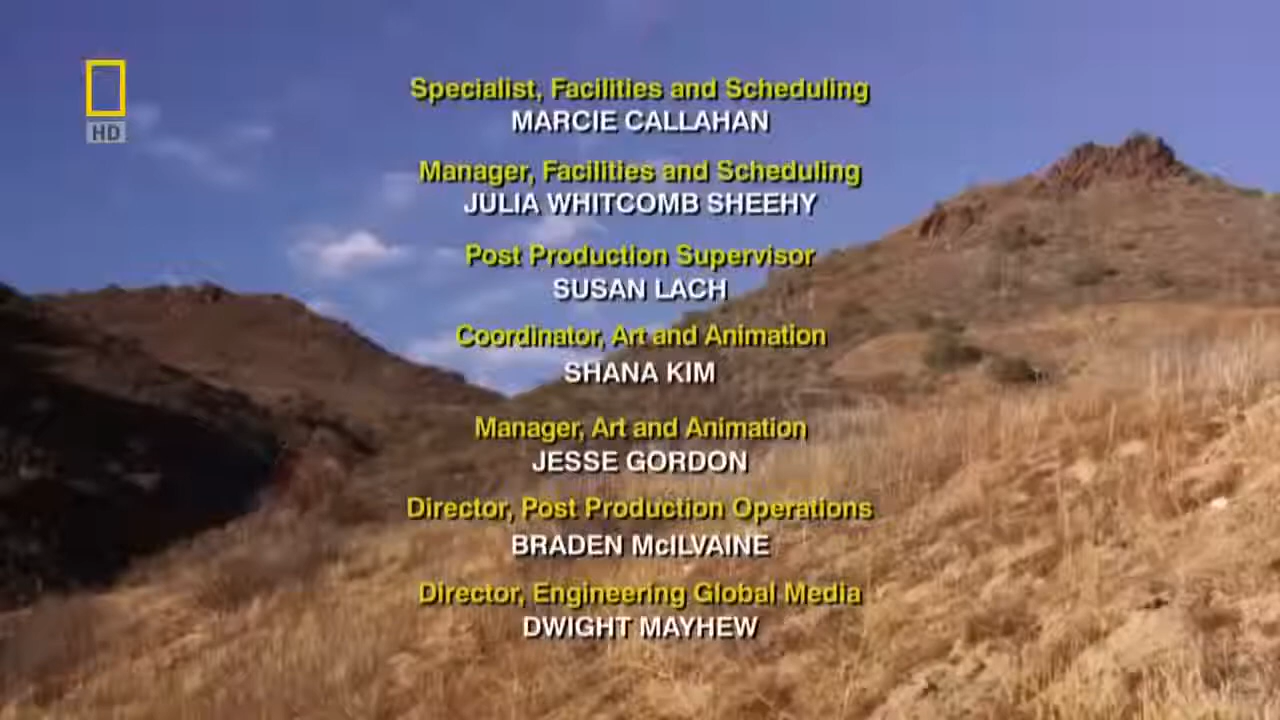 HD
Specialist, Facilities and Scheduling
MARCIE CALLAHAN
Manager, Facilities and Scheduling
JULIA WHITCOMB SHEEHY
Post Production Supervisor
SUSAN LACH
Coordinator, Art and Animation
SHANA KIM
Manager, Art and Animation
JESSE GORDON
Director, Post Production Operations
BRADEN McILVAINE
Director, Engineering Global Media
DWIGHT MAYHEW